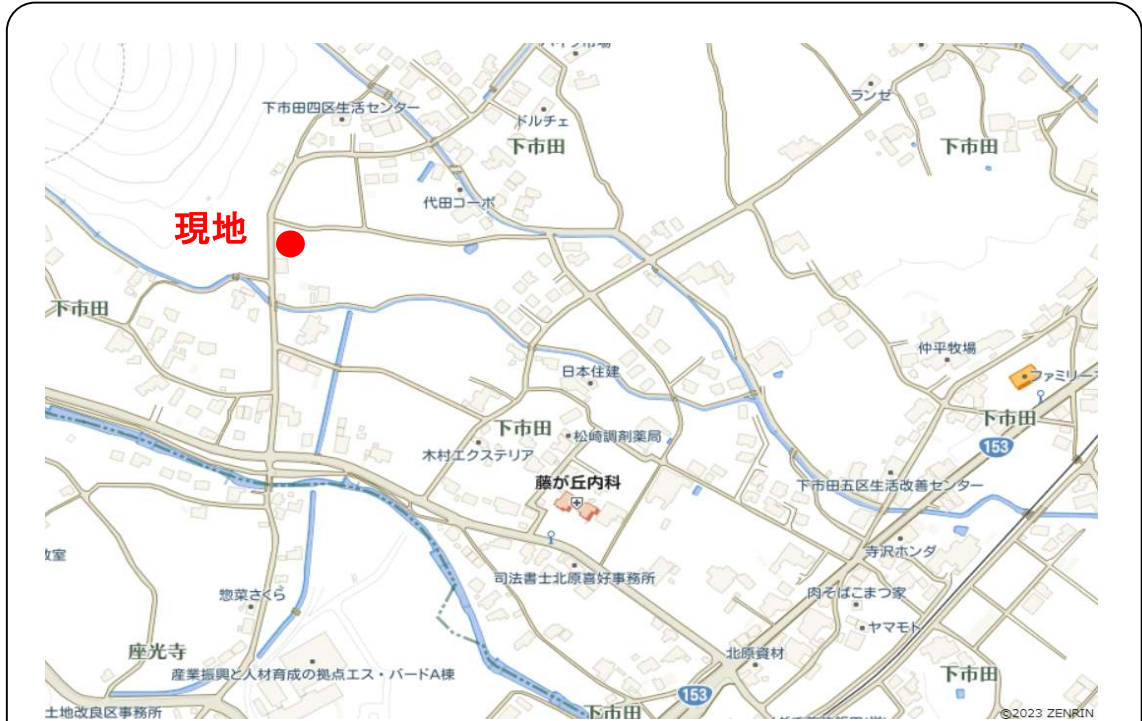 下市田四区生活センター
ランゼ
ドルチェ
下市田
下市田
代田コーポ
現地
下市田
仲平牧場
日本住建
下市田
下市田
松崎調剤薬局
153
木村エクステリア
藤が丘内科
下市田五区生活改善センター
寺沢ホンダ
司法書士北原喜好事務所
惣菜さくら
肉そばこまつ家
ヤマモト
座光寺
北原資材
産業振興と人材育成の拠点エス・バードA棟
下市田
153
土地改良区事務所
下市田
©2023 ZENRIN